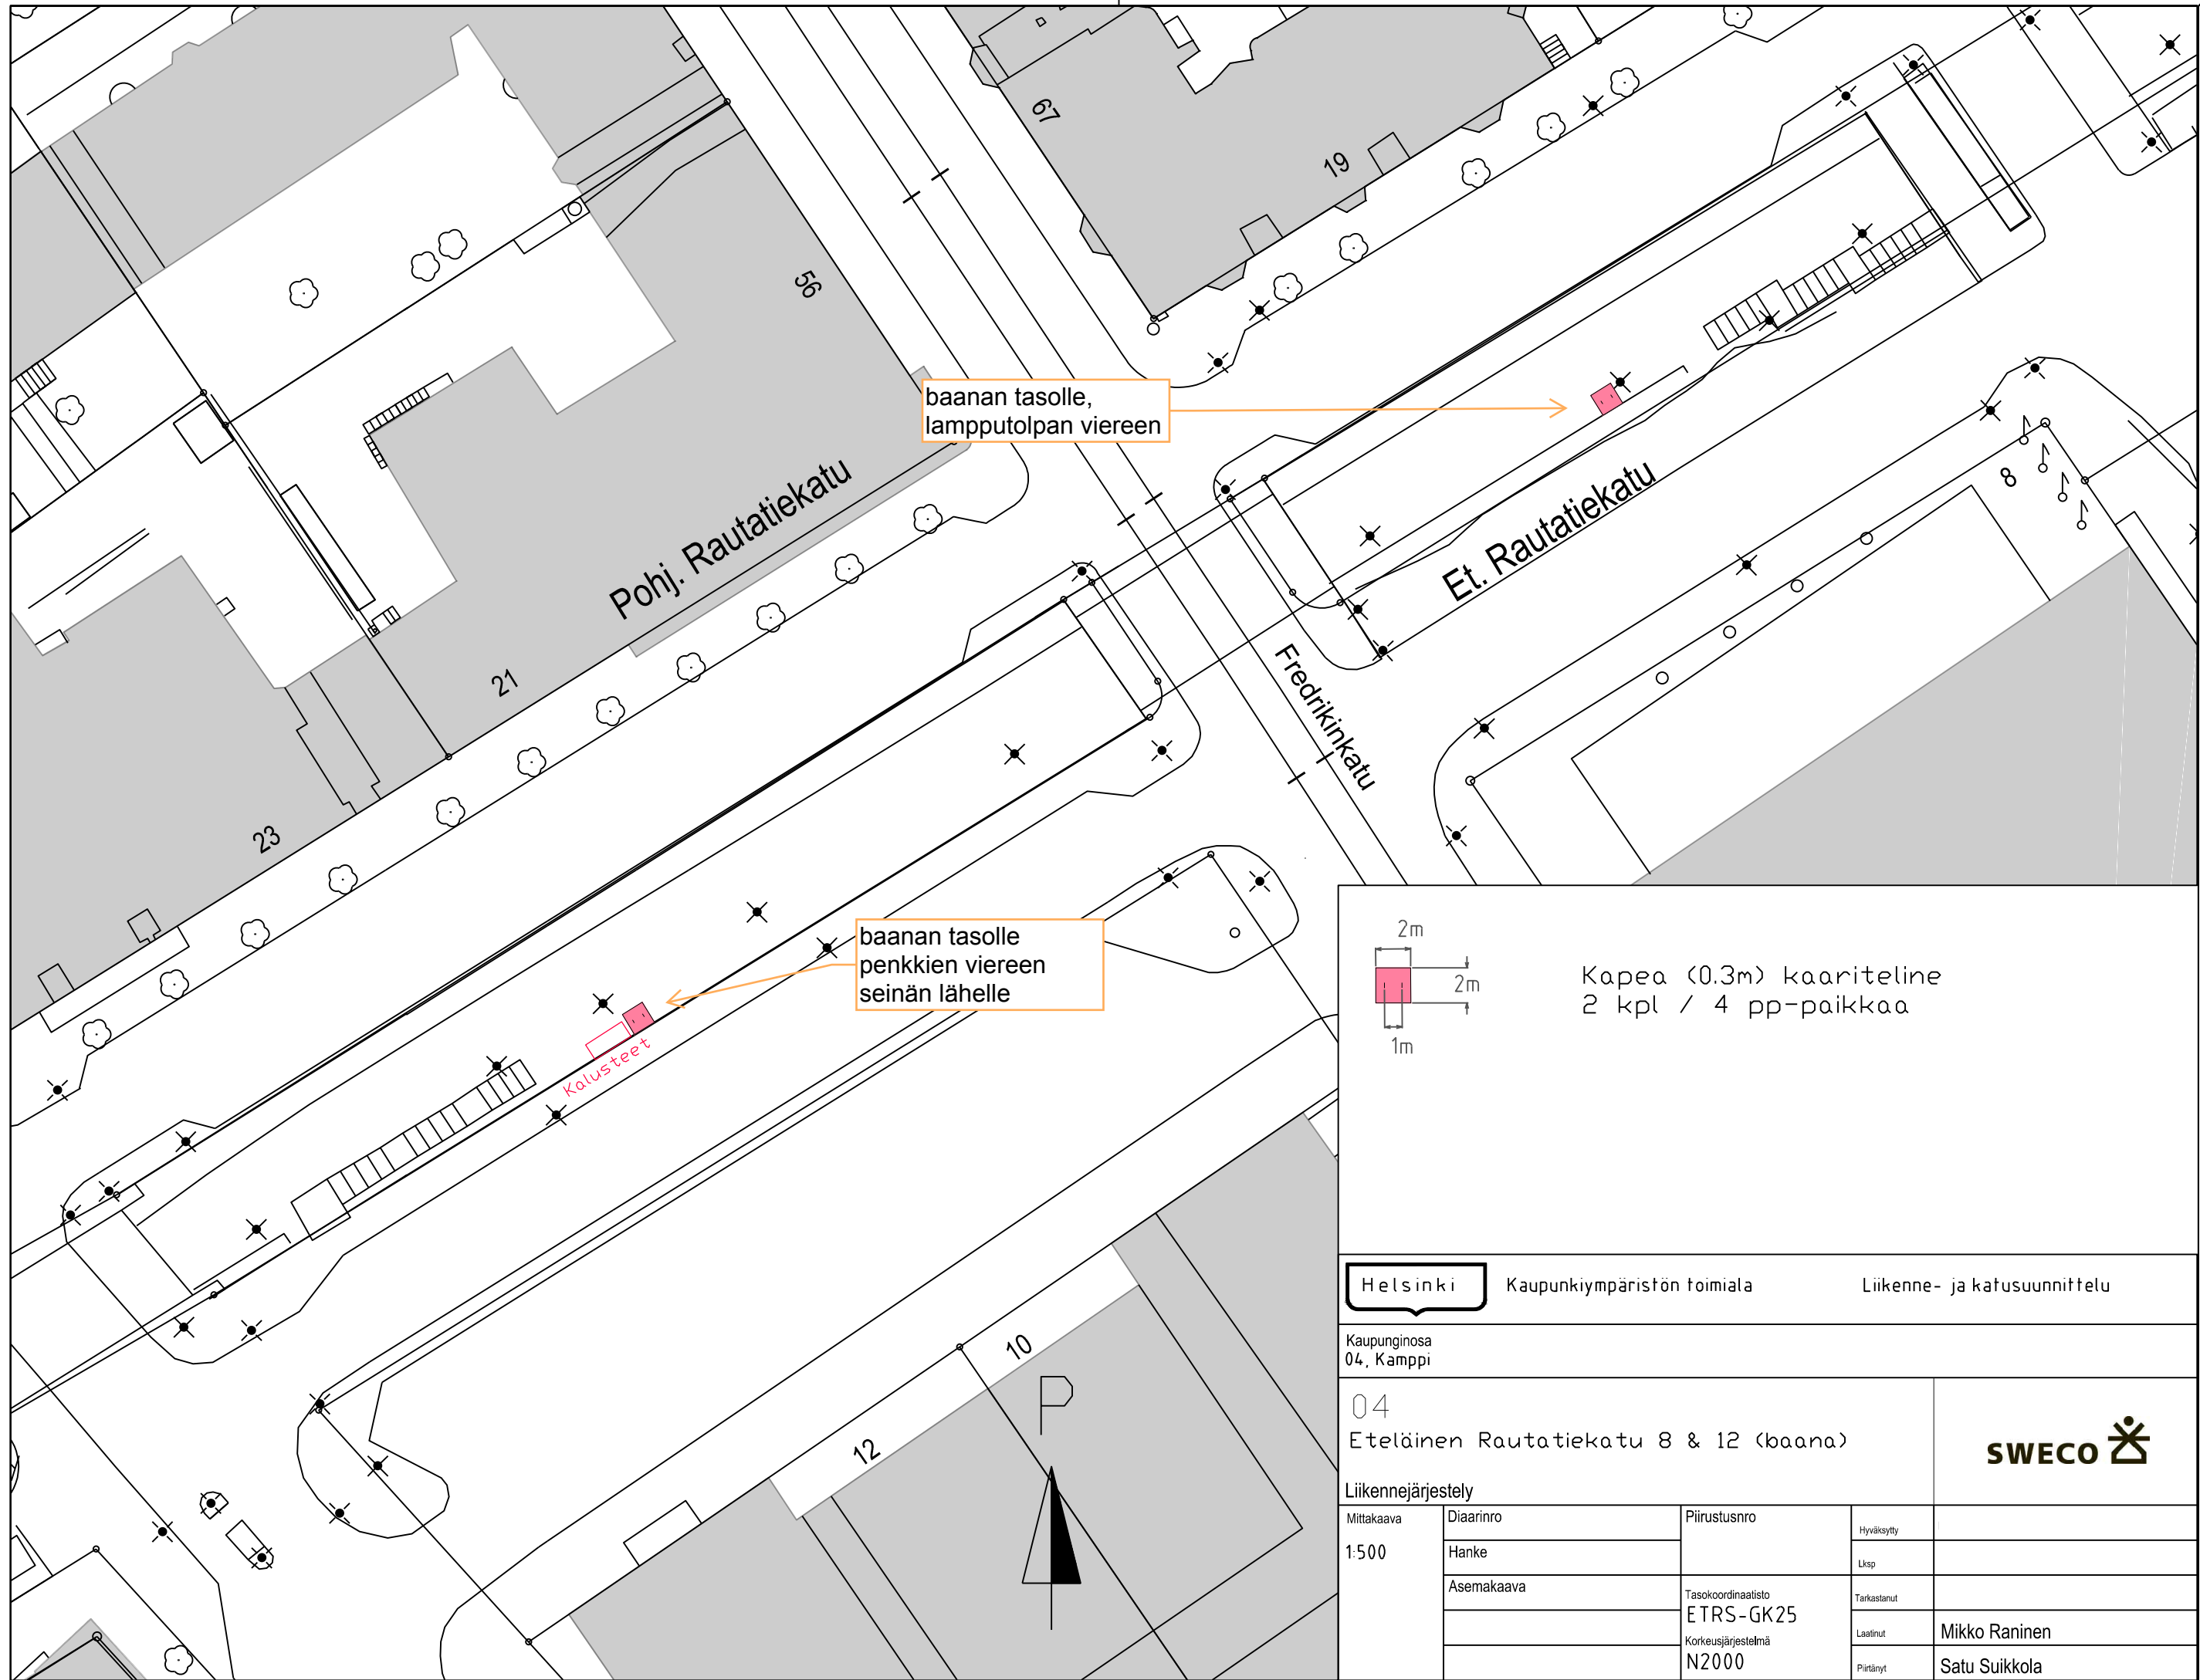 67
19
56
baanan tasolle,
lampputolpan viereen
Pohj. Rautatiekatu
Et. Rautatiekatu
8
21
Fredrikinkatu
23
baanan tasolle
penkkien viereen
seinän lähelle
Kalusteet
10
12
P
2m
2m
1m
Kapea (0.3m) kaariteline
2 kpl / 4 pp-paikkaa
Helsinki
Kaupunkiympäristön toimiala
Liikenne- ja katusuunnittelu
Kaupunginosa
04, Kamppi
04
Eteläinen Rautatiekatu 8 & 12 (baana)
Liikennejärjestely
SWECO
Mittakaava
1:500
Diaarinro
Hanke
Asemakaava
Piirustusnro
Tasokoordinaatisto
ETRS-GK25
Korkeusjärjestelmä
N2000
Hyväksytty
Lksp
Tarkastanut
Laatinut
Mikko Raninen
Piirtänyt
Satu Suikkola